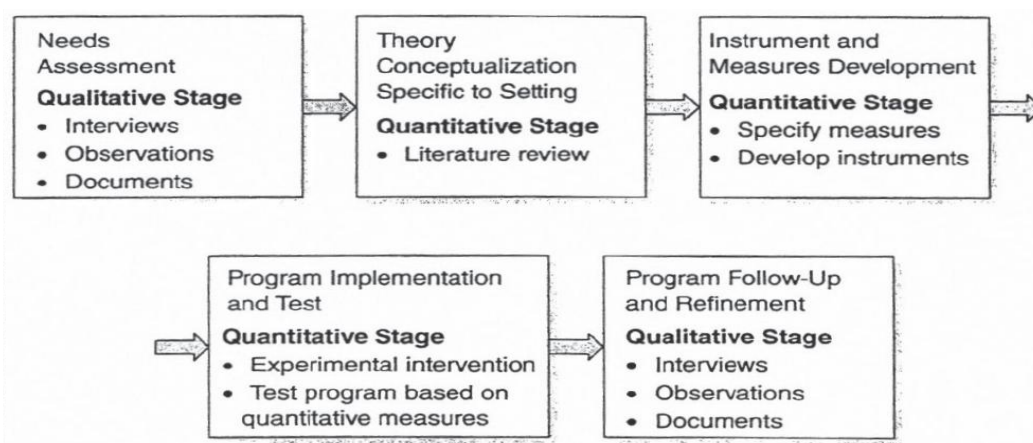 Needs
Assessment
Qualitative Stage
• Interviews
• Observations
• Documents
Theory
Conceptualization
Specific to Setting
Quantitative Stage
• Literature review
Instrument and
Measures Development
Quantitative Stage
• Specify measures
• Develop instruments
Program Implementation
and Test
Quantitative Stage
• Experimental intervention
• Test program based on
quantitative measures
Program Follow-Up
and Refinement
Qualitative Stage
• Interviews
• Observations
• Documents